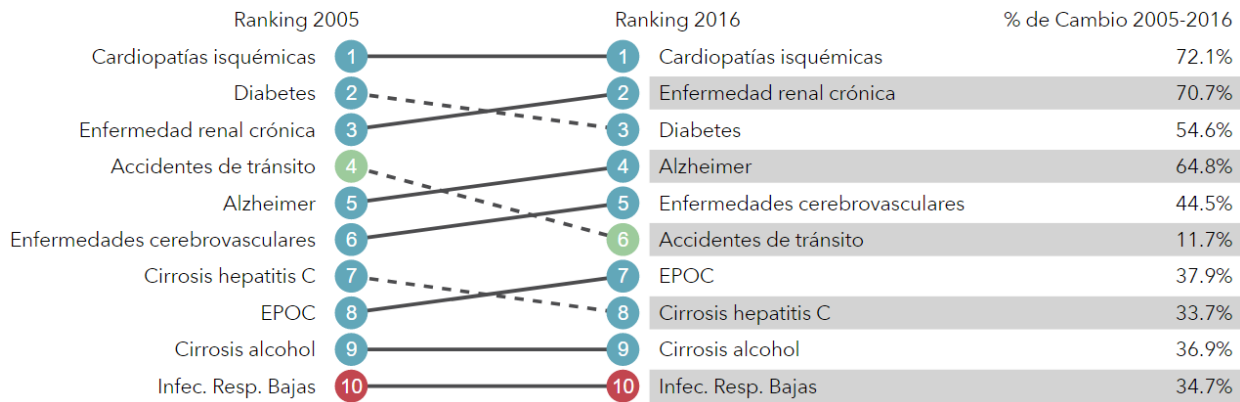 Ranking 2005 Ranking 2016 % de Cambio 2005-2016
Cardiopatías isquémicas 1 1 Cardiopatías isquémicas 72.1%
Diabetes 2 2 Enfermedad renal crónica 70.7%
Enfermedad renal crónica 3 3 Diabetes 54.6%
Accidentes de tránsito 4 4 Alzheimer 64.8%
Alzheimer 5 5 Enfermedades cerebrovasculares 44.5%
Enfermedades cerebrovasculares 6 6 Accidentes de tránsito 11.7%
Cirrosis hepatitis C 7 7 EPOC 37.9%
EPOC 8 8 Cirrosis hepatitis C 33.7%
Cirrosis alcohol 9 9 Cirrosis alcohol 36.9%
Infec. Resp. Bajas 10 10 Infec. Resp. Bajas 34.7%